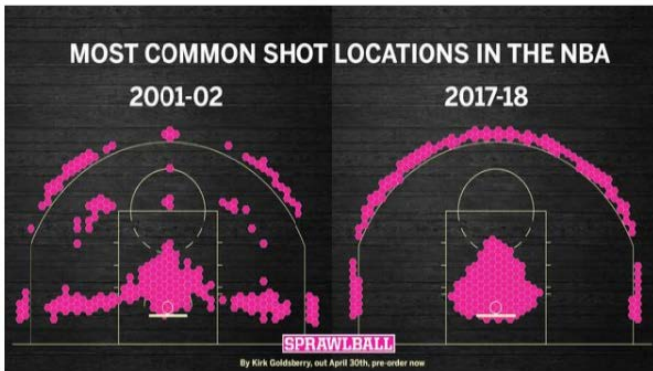 MOST COMMON SHOT LOCATIONS IN THE NBA
2001-02
2017-18
SPRAWLBALL
By Kirk Goldsberry, out April 30th, pre-order now